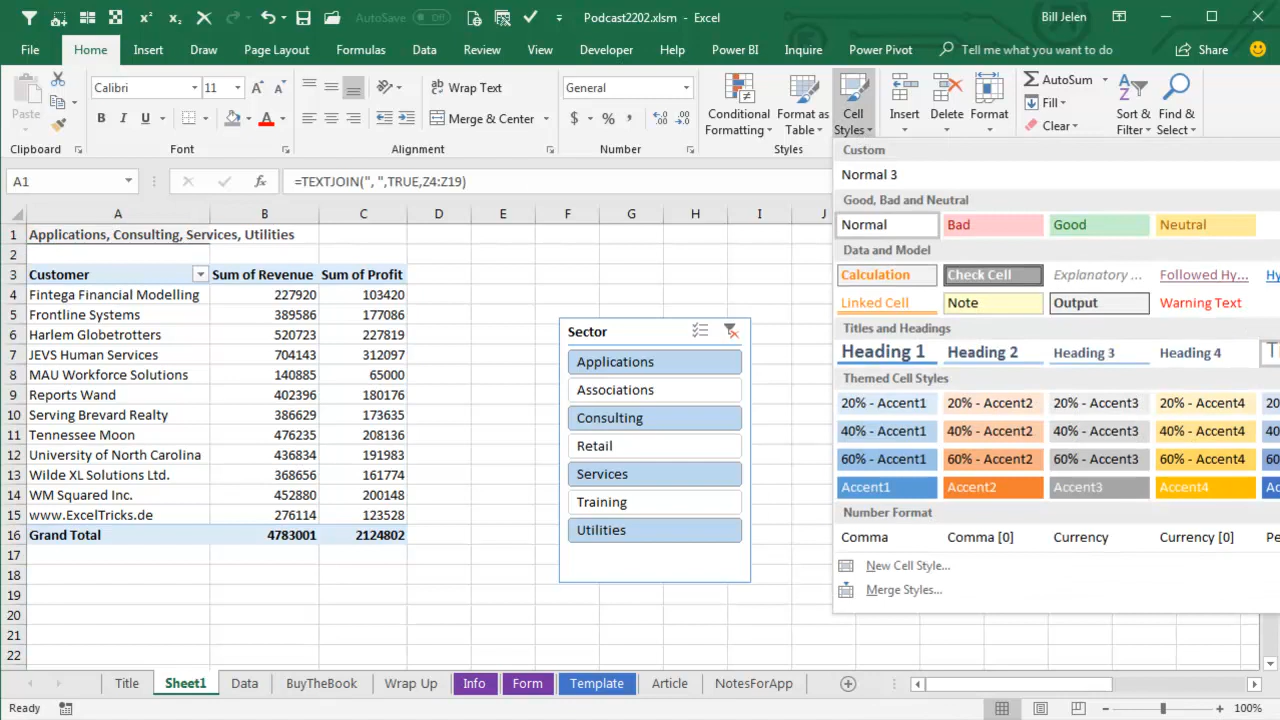 x² x₂ AutoSave Off Podcast2202.xlsm - Excel Bill Jelen
File Home Insert Draw Page Layout Formulas Data Review View Developer Help Power BI Inquire Power Pivot Tell me what you want to do Share
Calibri 11 A A Wrap Text General AutoSum
Paste B I U A Merge & Center $ % , Conditional Formatting Format as Table Cell Styles Insert Delete Format Fill Clear Sort & Filter Find & Select
Clipboard Font Alignment Number Styles
A1 fx =TEXTJOIN(", ",TRUE,Z4:Z19)
A B C D E F G H I J
1 Applications, Consulting, Services, Utilities
2
3 Customer Sum of Revenue Sum of Profit
4 Fintega Financial Modelling 227920 103420
5 Frontline Systems 389586 177086
6 Harlem Globetrotters 520723 227819
7 JEVS Human Services 704143 312097
8 MAU Workforce Solutions 140885 65000
9 Reports Wand 402396 180176
10 Serving Brevard Realty 386629 173635
11 Tennessee Moon 476235 208136
12 University of North Carolina 436834 191983
13 Wilde XL Solutions Ltd. 368656 161774
14 WM Squared Inc. 452880 200148
15 www.ExcelTricks.de 276114 123528
16 Grand Total 4783001 2124802
17
18
19
20
21
22
Sector
Applications
Associations
Consulting
Retail
Services
Training
Utilities
Custom
Normal 3
Good, Bad and Neutral
Normal Bad Good Neutral
Data and Model
Calculation Check Cell Explanatory ... Followed Hy... Hy
Linked Cell Note Output Warning Text
Titles and Headings
Heading 1 Heading 2 Heading 3 Heading 4 T
Themed Cell Styles
20% - Accent1 20% - Accent2 20% - Accent3 20% - Accent4 20
40% - Accent1 40% - Accent2 40% - Accent3 40% - Accent4 40
60% - Accent1 60% - Accent2 60% - Accent3 60% - Accent4 60
Accent1 Accent2 Accent3 Accent4 Ac
Number Format
Comma Comma [0] Currency Currency [0] Pe
New Cell Style...
Merge Styles...
Title Sheet1 Data BuyTheBook Wrap Up Info Form Template Article NotesForApp
Ready 100%